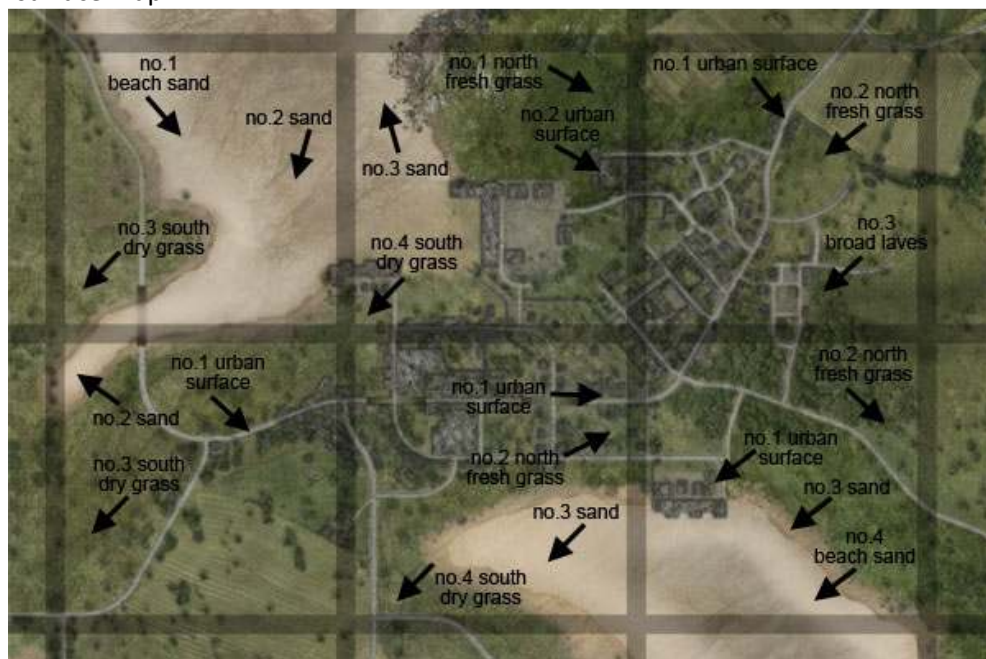 no.1
beach sand
no.2 sand
no.3 sand
no.1 north
fresh grass
no.2 urban
surface
no.1 urban surface
no.2 north
fresh grass
no.3 south
dry grass
no.4 south
dry grass
no.3
broad laves
no.1 urban
surface
no.2 sand
no.1 urban
surface
no.2 north
fresh grass
no.2 north
fresh grass
no.1 urban
surface
no.3 south
dry grass
no.3 sand
no.3 sand
no.4
beach sand
no.4 south
dry grass